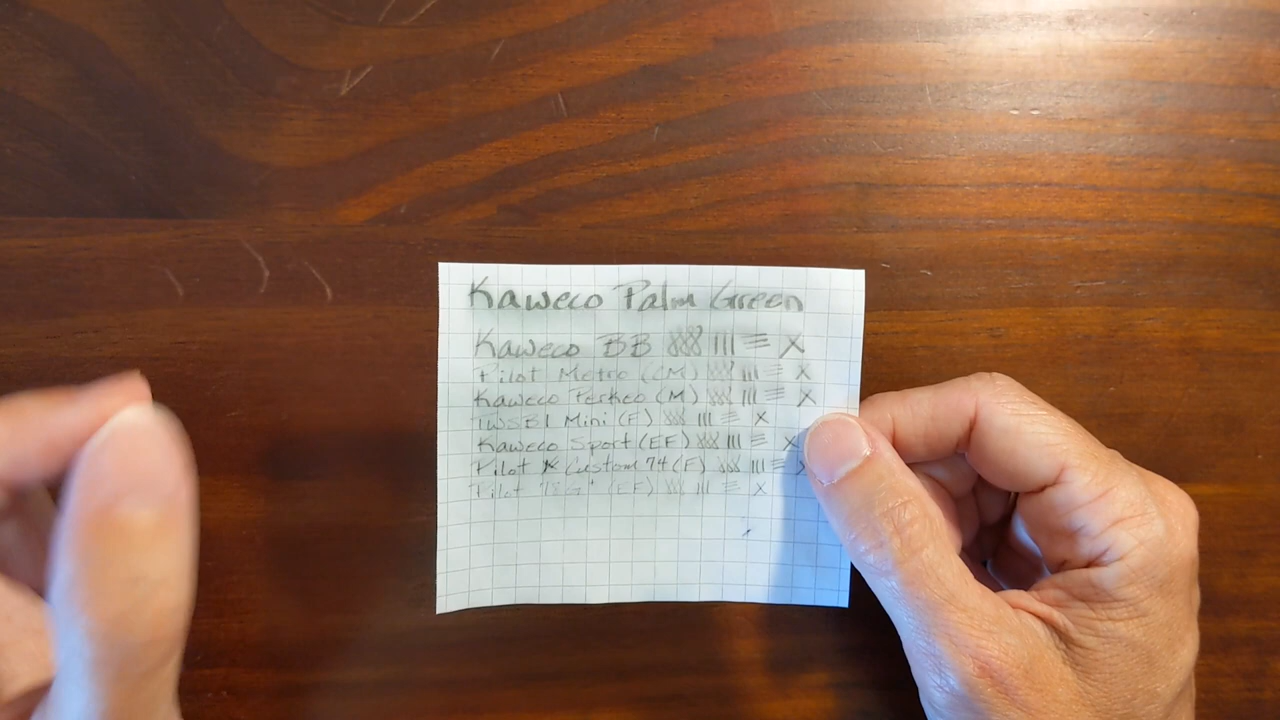 Kaweco Palm Green
Kaweco BB X
Pilot Metro (CM) X
Kaweco Perkeo (M) X
TWSBI Mini (F) X
Kaweco Sport (EF) X
Pilot Custom 74 (F) X
Pilot (EF) X